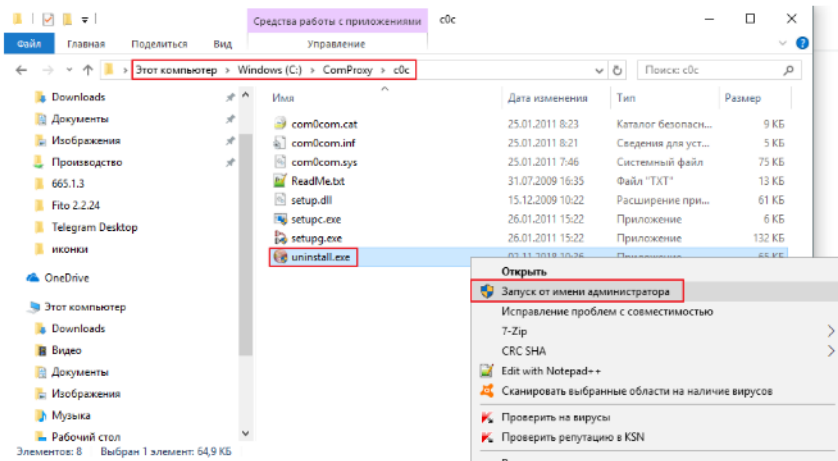 Средства работы с приложениями c0c
Файл Главная Поделиться Вид Управление
Этот компьютер > Windows (C:) > ComProxy > c0c Поиск: c0c
Имя Дата изменения Тип Размер
Downloads
Документы
Изображения
Производство
665.1.3
Fito 2.2.24
Telegram Desktop
иконки
OneDrive
Этот компьютер
Downloads
Видео
Документы
Изображения
Музыка
Рабочий стол
com0com.cat 25.01.2011 8:23 Каталог безопасн... 9 КБ
com0com.inf 25.01.2011 8:21 Сведения для уст... 5 КБ
com0com.sys 25.01.2011 7:46 Системный файл 75 КБ
ReadMe.txt 31.07.2009 16:35 Файл "TXT" 13 КБ
setup.dll 15.12.2009 10:22 Расширение при... 61 КБ
setupc.exe 26.01.2011 15:22 Приложение 6 КБ
setupg.exe 26.01.2011 15:22 Приложение 132 КБ
uninstall.exe
Открыть
Запуск от имени администратора
Исправление проблем с совместимостью
7-Zip
CRC SHA
Edit with Notepad++
Сканировать выбранные области на наличие вирусов
Проверить на вирусы
Проверить репутацию в KSN
Элементов: 8 Выбран 1 элемент: 64,9 КБ